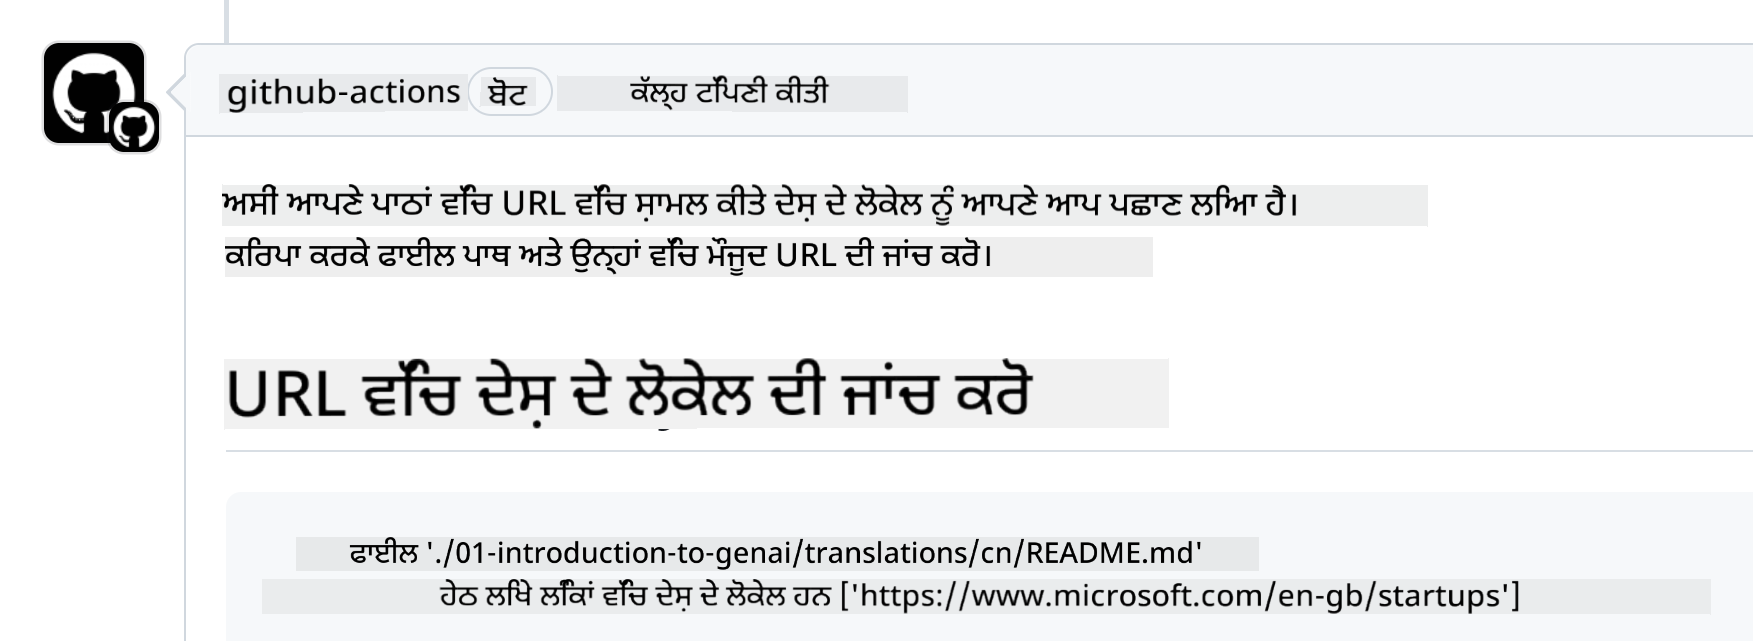 github-actions ਬੋਟ ਕੱਲ੍ਹ ਟਿੱਪਣੀ ਕੀਤੀ
ਅਸੀਂ ਆਪਣੇ ਪਾਠਾਂ ਵਿੱਚ URL ਵਿੱਚ ਸ਼ਾਮਲ ਕੀਤੇ ਦੇਸ਼ ਦੇ ਲੋਕੇਲ ਨੂੰ ਆਪਣੇ ਆਪ ਪਛਾਣ ਲਿਆ ਹੈ।
ਕਿਰਪਾ ਕਰਕੇ ਫਾਈਲ ਪਾਥ ਅਤੇ ਉਨ੍ਹਾਂ ਵਿੱਚ ਮੌਜੂਦ URL ਦੀ ਜਾਂਚ ਕਰੋ।
URL ਵਿੱਚ ਦੇਸ਼ ਦੇ ਲੋਕੇਲ ਦੀ ਜਾਂਚ ਕਰੋ
ਫਾਈਲ './01-introduction-to-genai/translations/cn/README.md'
ਹੇਠ ਲਿਖੇ ਲਿੰਕਾਂ ਵਿੱਚ ਦੇਸ਼ ਦੇ ਲੋਕੇਲ ਹਨ ['https://www.microsoft.com/en-gb/startups']